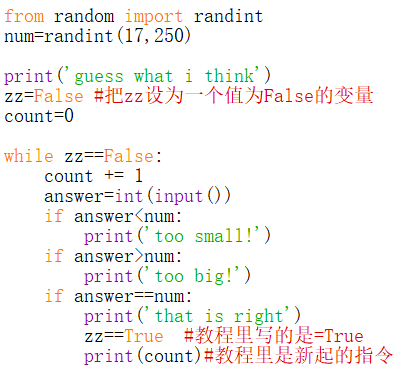 from random import randint
num=randint(17,250)
print('guess what i think')
zz=False #把zz设为一个值为False的变量
count=0
while zz==False:
    count += 1
    answer=int(input())
    if answer<num:
        print('too small!')
    if answer>num:
        print('too big!')
    if answer==num:
        print('that is right')
        zz==True  #教程里写的是=True
        print(count)#教程里是新起的指令